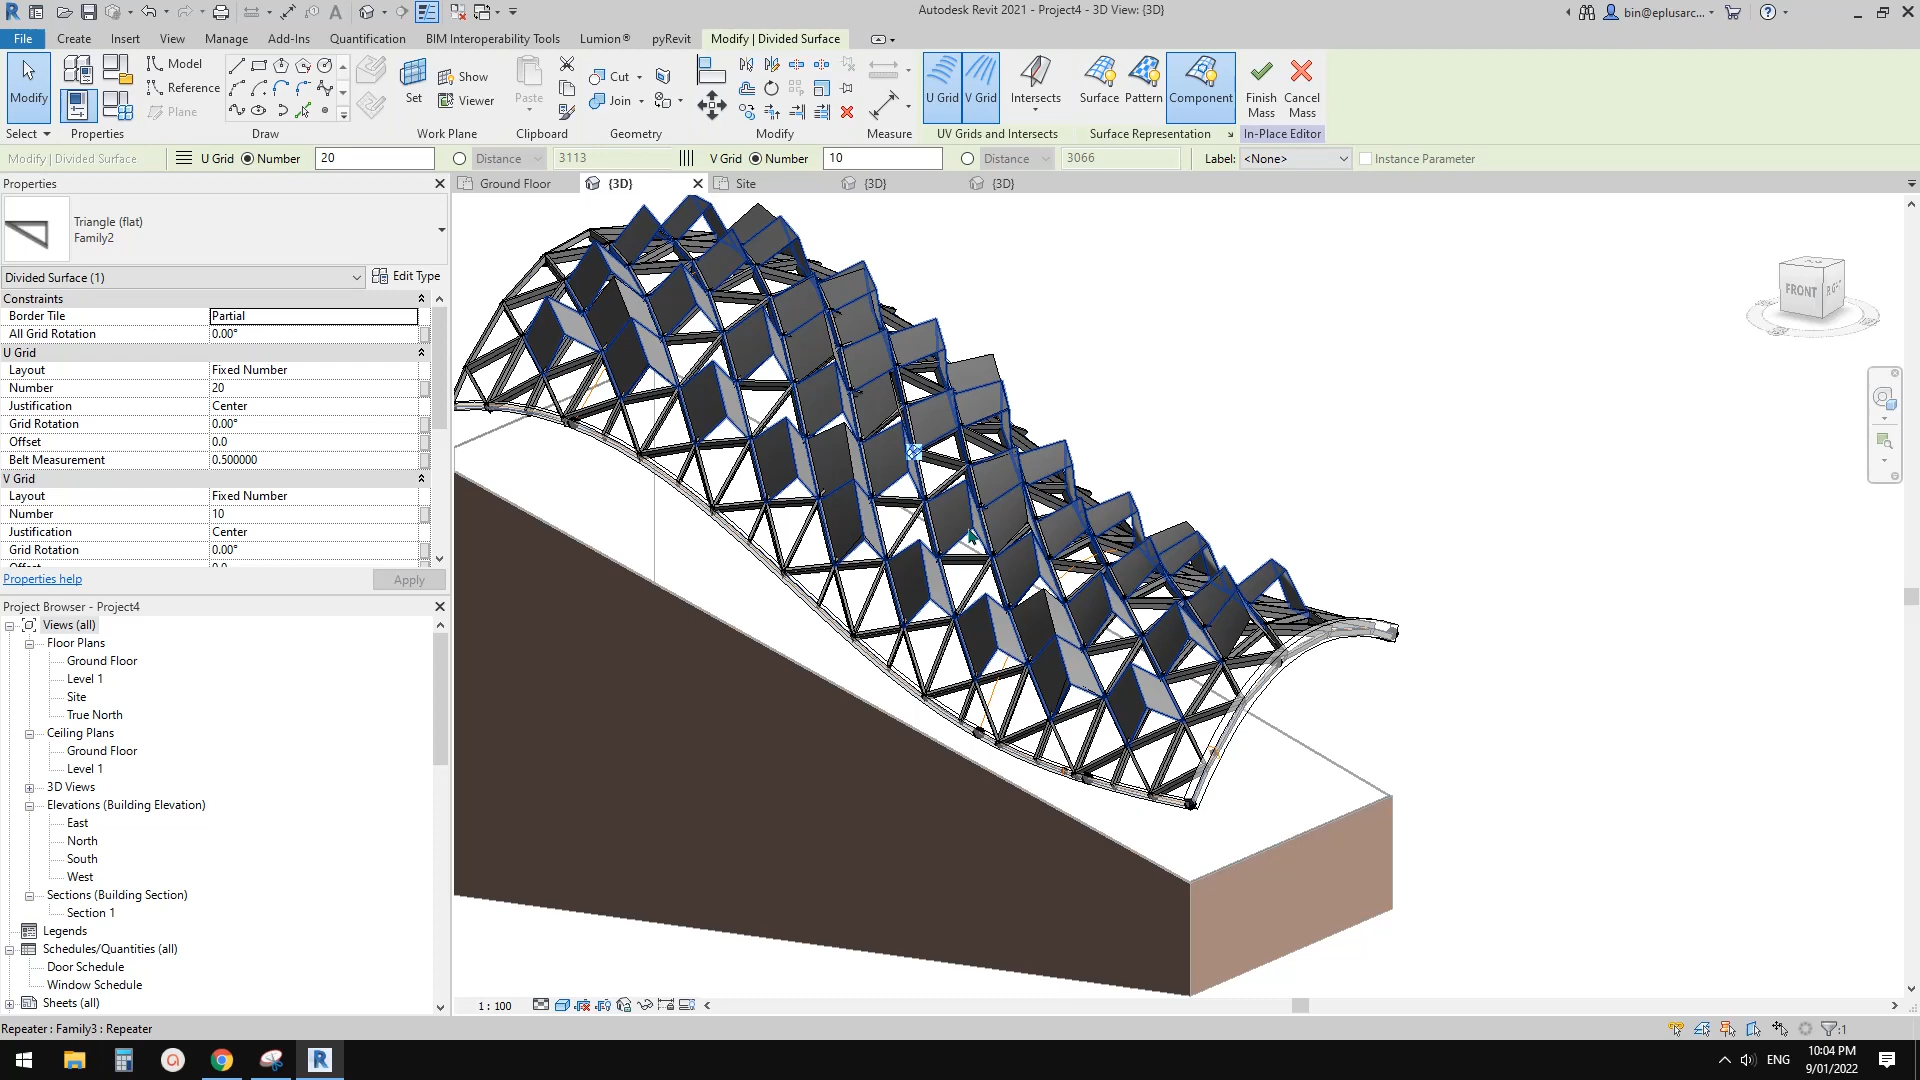 Autodesk Revit 2021 - Project4 - 3D View: {3D}
bin@eplusarc...
File
Create
Insert
View
Manage
Add-Ins
Quantification
BIM Interoperability Tools
Lumion®
pyRevit
Modify | Divided Surface
Modify
Model
Reference
Plane
Set
Show
Viewer
Paste
Cut
Join
U Grid
V Grid
Intersects
Surface
Pattern
Component
Finish Mass
Cancel Mass
Select
Properties
Draw
Work Plane
Clipboard
Geometry
Modify
Measure
UV Grids and Intersects
Surface Representation
In-Place Editor
Modify | Divided Surface
U Grid
Number
20
Distance
3113
V Grid
Number
10
Distance
3066
Label:
<None>
Instance Parameter
Properties
Ground Floor
{3D}
Site
{3D}
{3D}
Triangle (flat)
Family2
Divided Surface (1)
Edit Type
Constraints
Border Tile Partial
All Grid Rotation 0.00°
U Grid
Layout Fixed Number
Number 20
Justification Center
Grid Rotation 0.00°
Offset 0.0
Belt Measurement 0.500000
V Grid
Layout Fixed Number
Number 10
Justification Center
Grid Rotation 0.00°
Properties help
Apply
FRONT
Project Browser - Project4
Views (all)
Floor Plans
Ground Floor
Level 1
Site
True North
Ceiling Plans
Ground Floor
Level 1
3D Views
Elevations (Building Elevation)
East
North
South
West
Sections (Building Section)
Section 1
Legends
Schedules/Quantities (all)
Door Schedule
Window Schedule
Sheets (all)
1 : 100
Repeater : Family3 : Repeater
:1
ENG
10:04 PM
9/01/2022